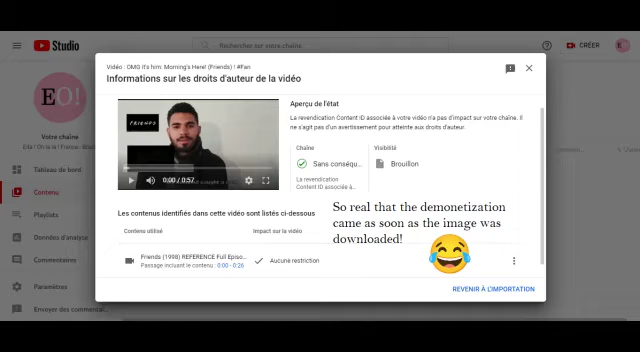 Studio
Rechercher sur votre chaîne
CRÉER
EO!
EO!
Vidéo : OMG It's him: Morning's Here! (Friends) ! #Fan
Informations sur les droits d'auteur de la vidéo
FRIENDS
0:00 / 0:57
Aperçu de l'état
La revendication Content ID associée à votre vidéo n'a pas d'impact sur votre chaîne. Il
ne s'agit pas d'un avertissement pour atteinte aux droits d'auteur.
Chaîne
Visibilité
Sans conséqu...
Brouillon
La revendication
Content ID associée à...
Votre chaîne
Tableau de bord
Contenu
Playlists
Données d'analyse
Commentaires
Paramètres
Envoyer des commentai...
Les contenus identifiés dans cette vidéo sont listés ci-dessous
Contenu utilisé
Impact sur la vidéo
So real that the demonetization
came as soon as the image was
downloaded!
Friends (1998) REFERENCE Full Episo...
Passage incluant le contenu : 0:00 - 0:26
Aucune restriction
REVENIR À L'IMPORTATION